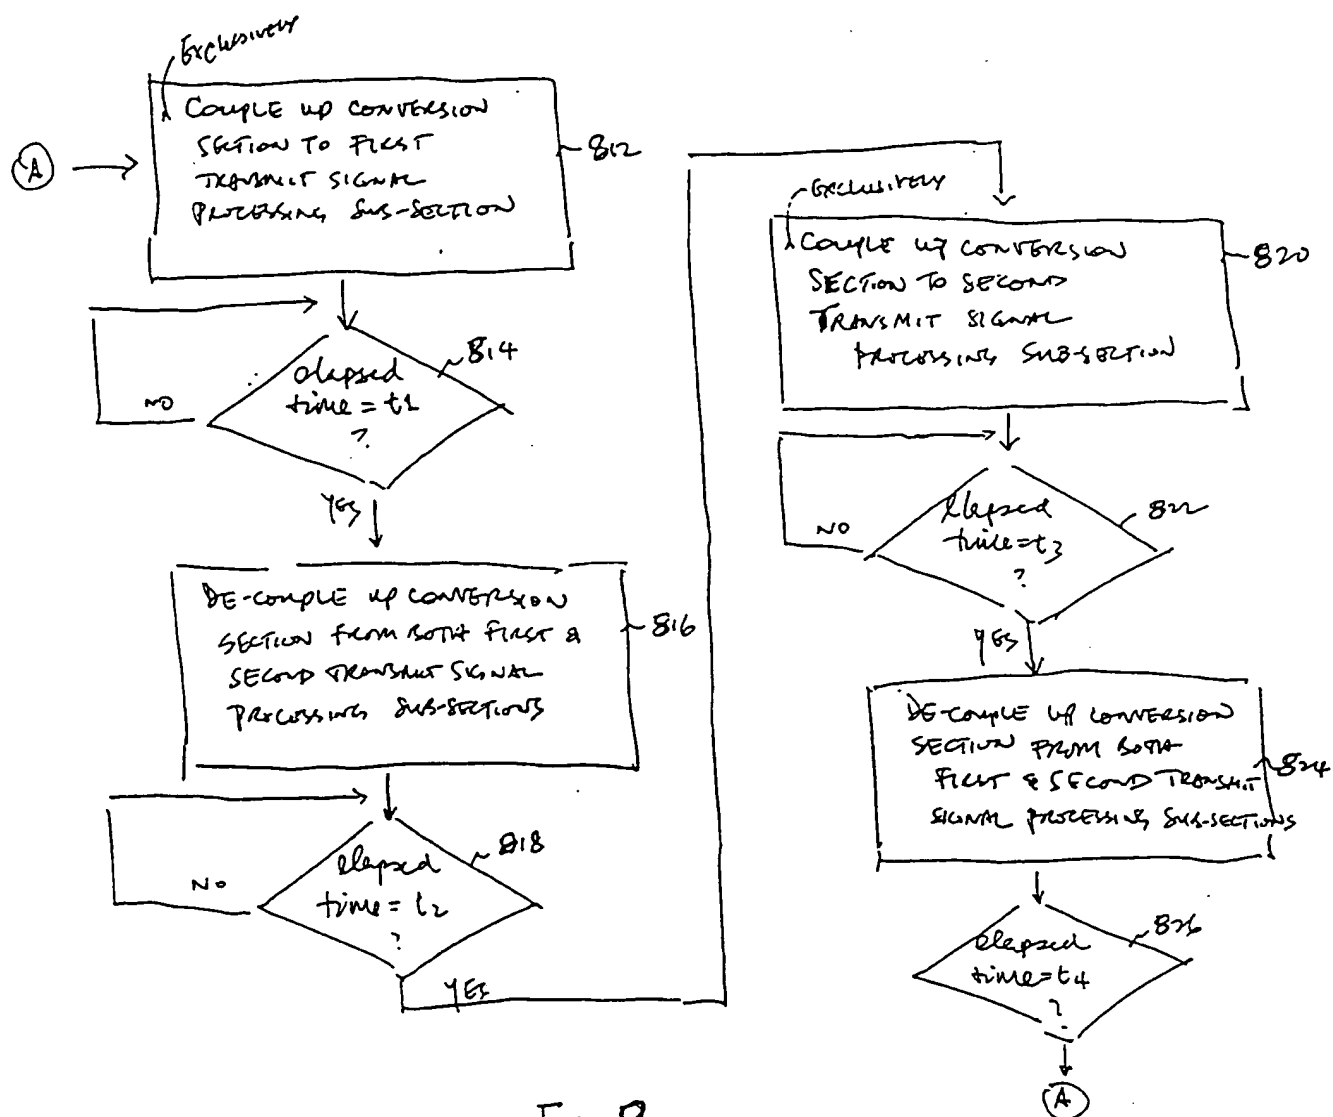 Exclusively
A
COUPLE UP CONVERSION
SECTION TO FIRST
TRANSMIT SIGNAL
PROCESSING SUB-SECTION
812
elapsed
time = t1
?
814
NO
YES
DE-COUPLE UP CONVERSION
SECTION FROM BOTH FIRST &
SECOND TRANSMIT SIGNAL
PROCESSING SUB-SECTIONS
816
elapsed
time = t2
?
818
NO
YES
EXCLUSIVELY
COUPLE UP CONVERSION
SECTION TO SECOND
TRANSMIT SIGNAL
PROCESSING SUB-SECTION
820
Elapsed
time = t3
?
822
NO
YES
DE-COUPLE UP CONVERSION
SECTION FROM BOTH
FIRST & SECOND TRANSMIT
SIGNAL PROCESSING SUB-SECTIONS
824
elapsed
time = t4
?
826
A